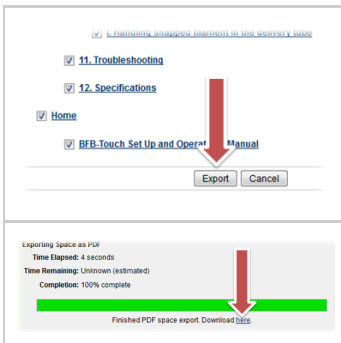 i. Handling snapped filament in the delivery tube
11. Troubleshooting
12. Specifications
Home
BFB-Touch Set Up and Operat Manual
Export Cancel
Exporting Space as PDF
Time Elapsed: 4 seconds
Time Remaining: Unknown (estimated)
Completion: 100% complete
Finished PDF space export. Download here.